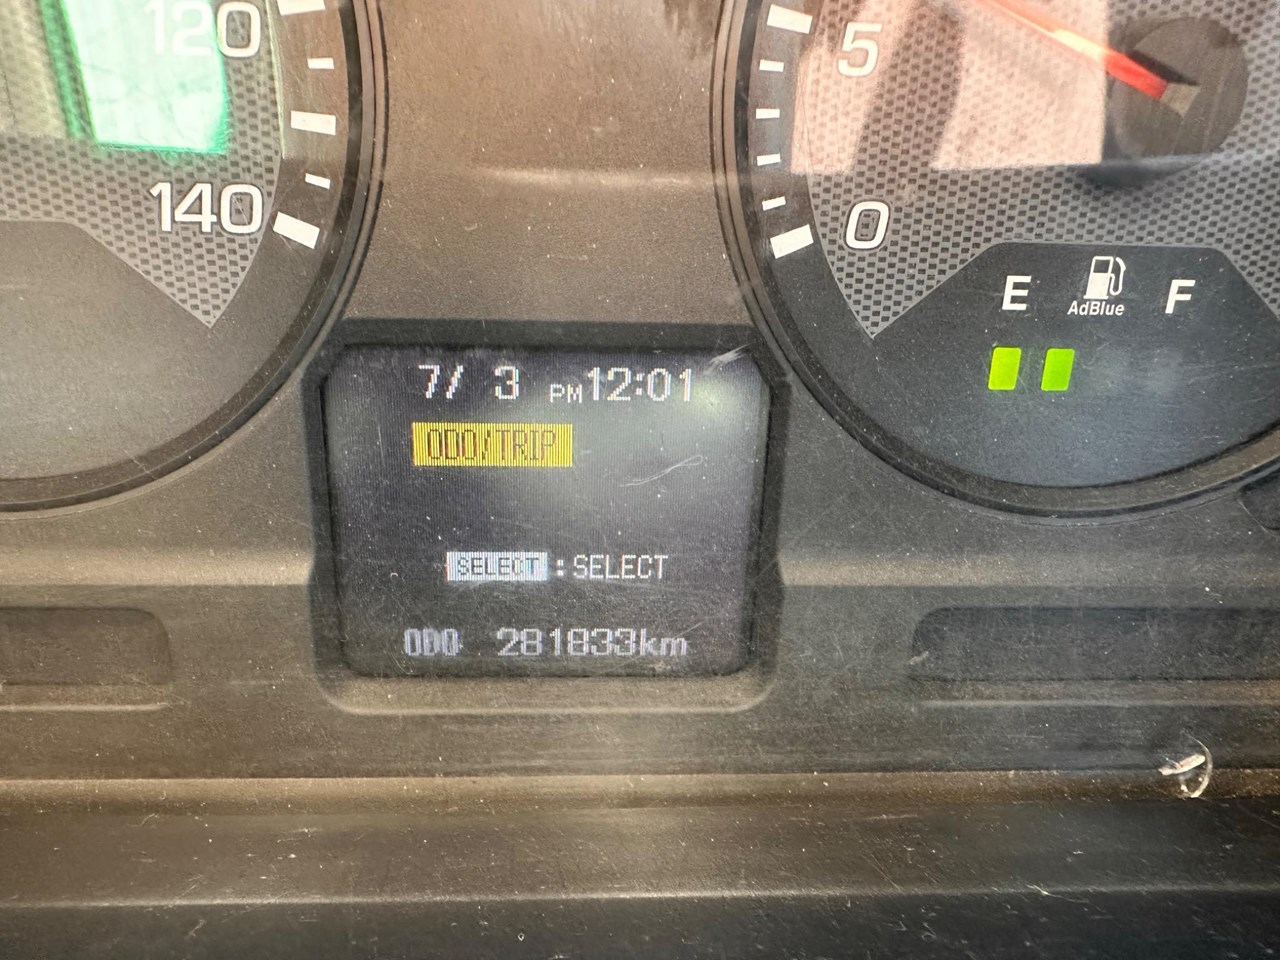 120
140
5
0
E
F
AdBlue
7/ 3 PM12:01
ODO/TRIP
SELECT : SELECT
ODO 281833km